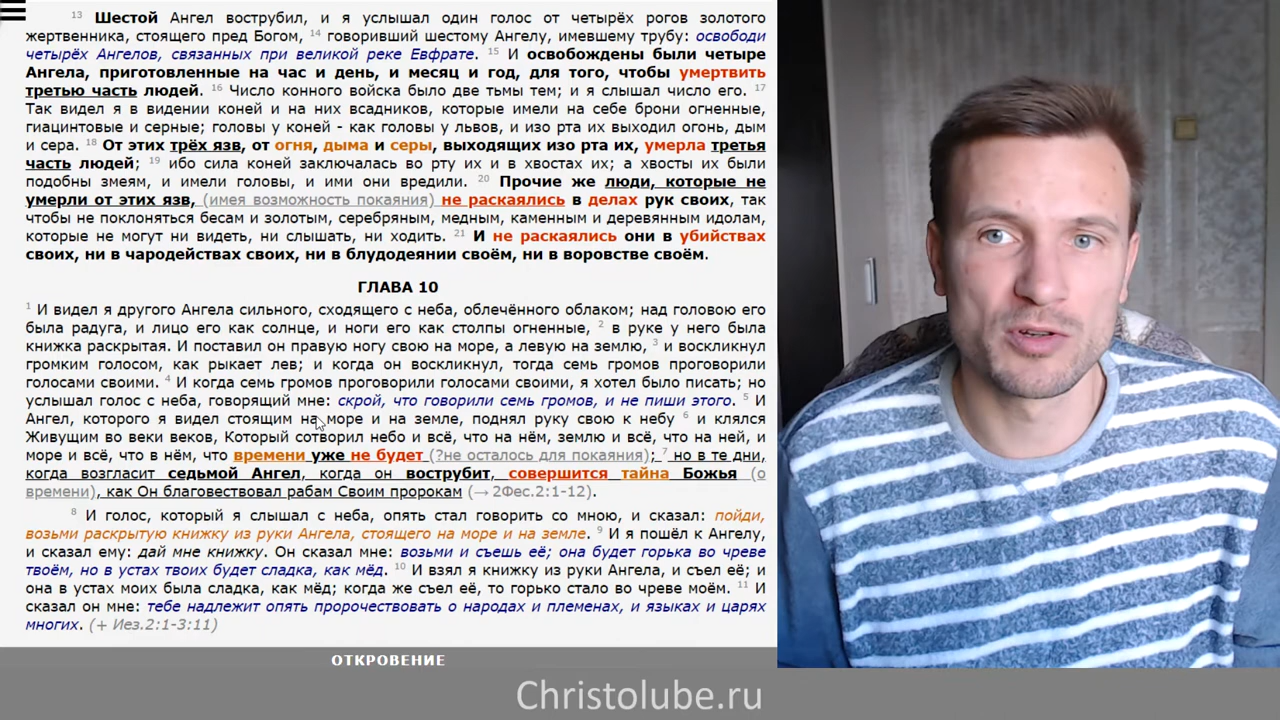 13 Шестой Ангел вострубил, и я услышал один голос от четырёх рогов золотого
жертвенника, стоящего пред Богом, 14 говоривший шестому Ангелу, имевшему трубу: освободи
четырёх Ангелов, связанных при великой реке Евфрате. 15 И освобождены были четыре
Ангела, приготовленные на час и день, и месяц и год, для того, чтобы умертвить
третью часть людей. 16 Число конного войска было две тьмы тем; и я слышал число его. 17
Так видел я в видении коней и на них всадников, которые имели на себе брони огненные,
гиацинтовые и серные; головы у коней - как головы у львов, и изо рта их выходил огонь, дым
и сера. 18 От этих трёх язв, от огня, дыма и серы, выходящих изо рта их, умерла третья
часть людей; 19 ибо сила коней заключалась во рту их и в хвостах их; а хвосты их были
подобны змеям, и имели головы, и ими они вредили. 20 Прочие же люди, которые не
умерли от этих язв, (имея возможность покаяния) не раскаялись в делах рук своих, так
чтобы не поклоняться бесам и золотым, серебряным, медным, каменным и деревянным идолам,
которые не могут ни видеть, ни слышать, ни ходить. 21 И не раскаялись они в убийствах
своих, ни в чародействах своих, ни в блудодеянии своём, ни в воровстве своём.
ГЛАВА 10
1 И видел я другого Ангела сильного, сходящего с неба, облечённого облаком; над головою его
была радуга, и лицо его как солнце, и ноги его как столпы огненные, 2 в руке у него была
книжка раскрытая. И поставил он правую ногу свою на море, а левую на землю, 3 и воскликнул
громким голосом, как рыкает лев; и когда он воскликнул, тогда семь громов проговорили
голосами своими. 4 И когда семь громов проговорили голосами своими, я хотел было писать; но
услышал голос с неба, говорящий мне: скрой, что говорили семь громов, и не пиши этого. 5 И
Ангел, которого я видел стоящим на море и на земле, поднял руку свою к небу 6 и клялся
Живущим во веки веков, Который сотворил небо и всё, что на нём, землю и всё, что на ней, и
море и всё, что в нём, что времени уже не будет (?не осталось для покаяния); 7 но в те дни,
когда возгласит седьмой Ангел, когда он вострубит, совершится тайна Божья (о
времени), как Он благовествовал рабам Своим пророкам (→ 2Фес.2:1-12).
8 И голос, который я слышал с неба, опять стал говорить со мною, и сказал: пойди,
возьми раскрытую книжку из руки Ангела, стоящего на море и на земле. 9 И я пошёл к Ангелу,
и сказал ему: дай мне книжку. Он сказал мне: возьми и съешь её; она будет горька во чреве
твоём, но в устах твоих будет сладка, как мёд. 10 И взял я книжку из руки Ангела, и съел её; и
она в устах моих была сладка, как мёд; когда же съел её, то горько стало во чреве моём. 11 И
сказал он мне: тебе надлежит опять пророчествовать о народах и племенах, и языках и царях
многих. (+ Иез.2:1-3:11)
ОТКРОВЕНИЕ
Christolube.ru